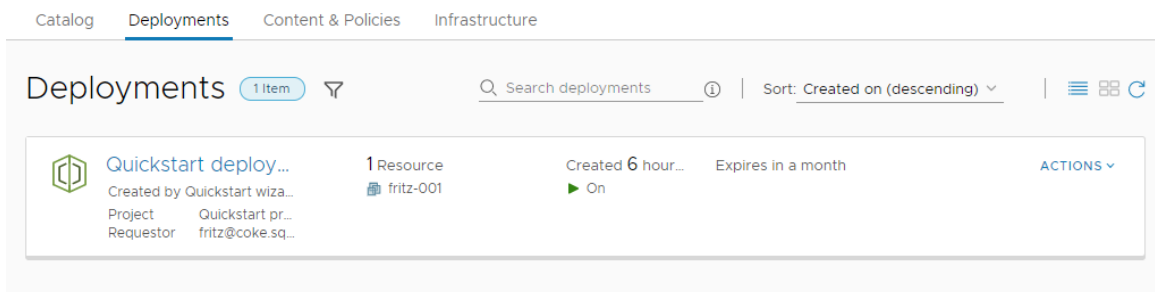 Catalog Deployments Content & Policies Infrastructure
Deployments 1 Item Search deployments Sort: Created on (descending)
Quickstart deploy... 1 Resource Created 6 hour... Expires in a month ACTIONS
Created by Quickstart wiza... fritz-001 On
Project Quickstart pr...
Requestor fritz@coke.sq...